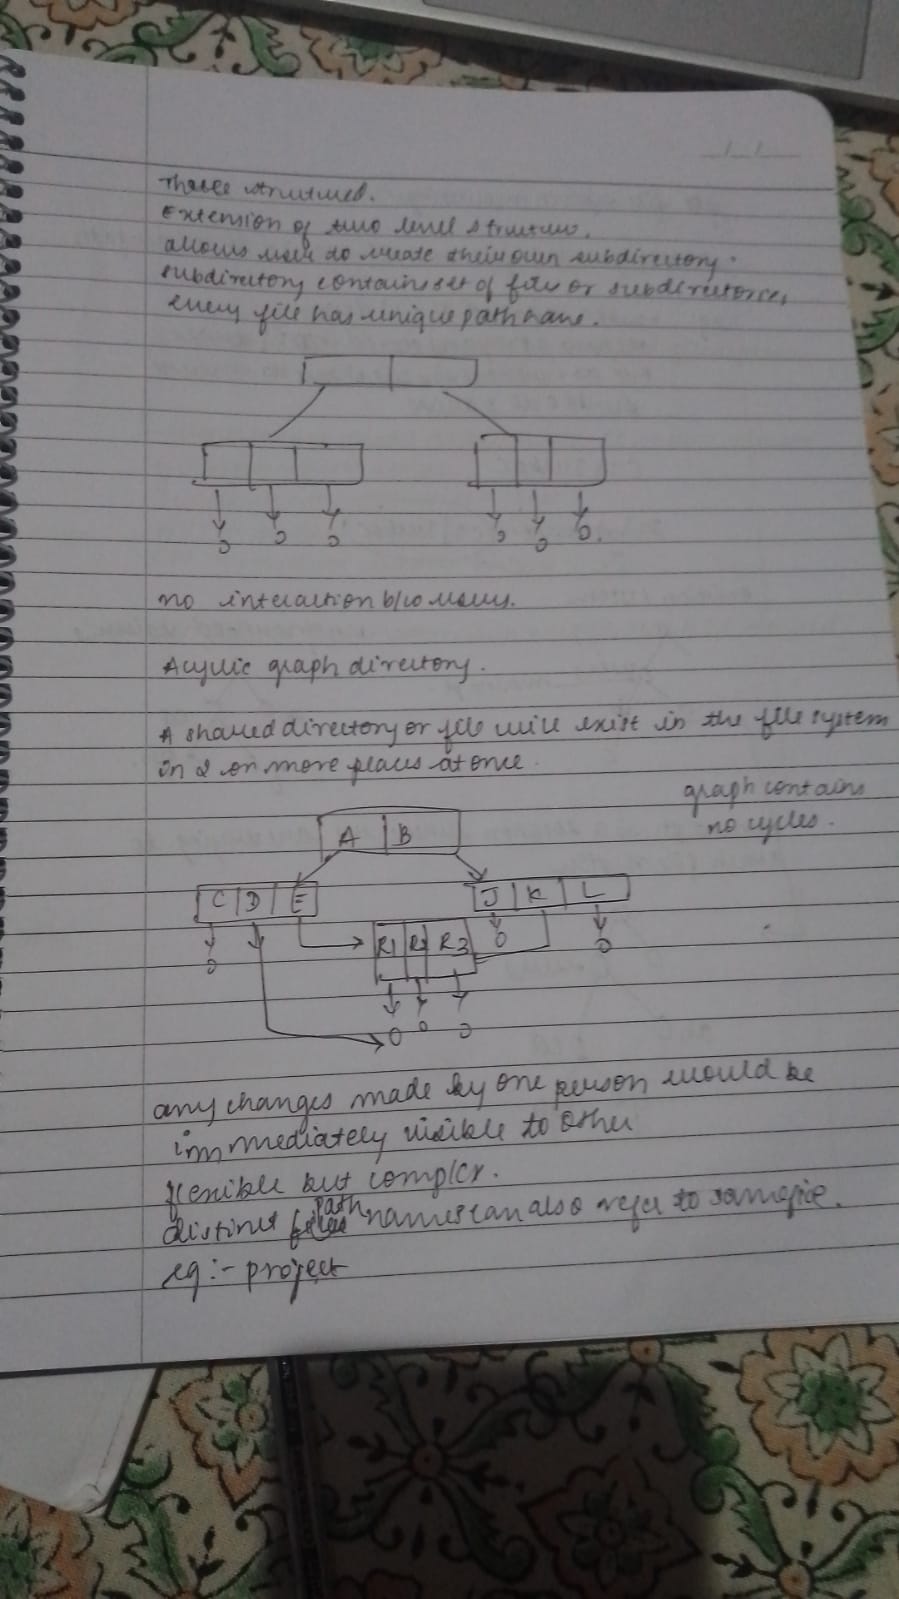 Three structured.
Extension of two level structure.
allows user to create their own subdirectory.
subdirectory contains set of files or subdirectories,
every file has unique path name.
no interaction b/w users.
Acyclic graph directory.
A shared directory or file will exist in the file system
in 2 or more places at once.
graph contains
no cycles.
A B
C D E
J K L
R1 R2 R3
any changes made by one person would be
immediately visible to other
flexible but complex.
distinct path names can also refer to same file.
eg:- project